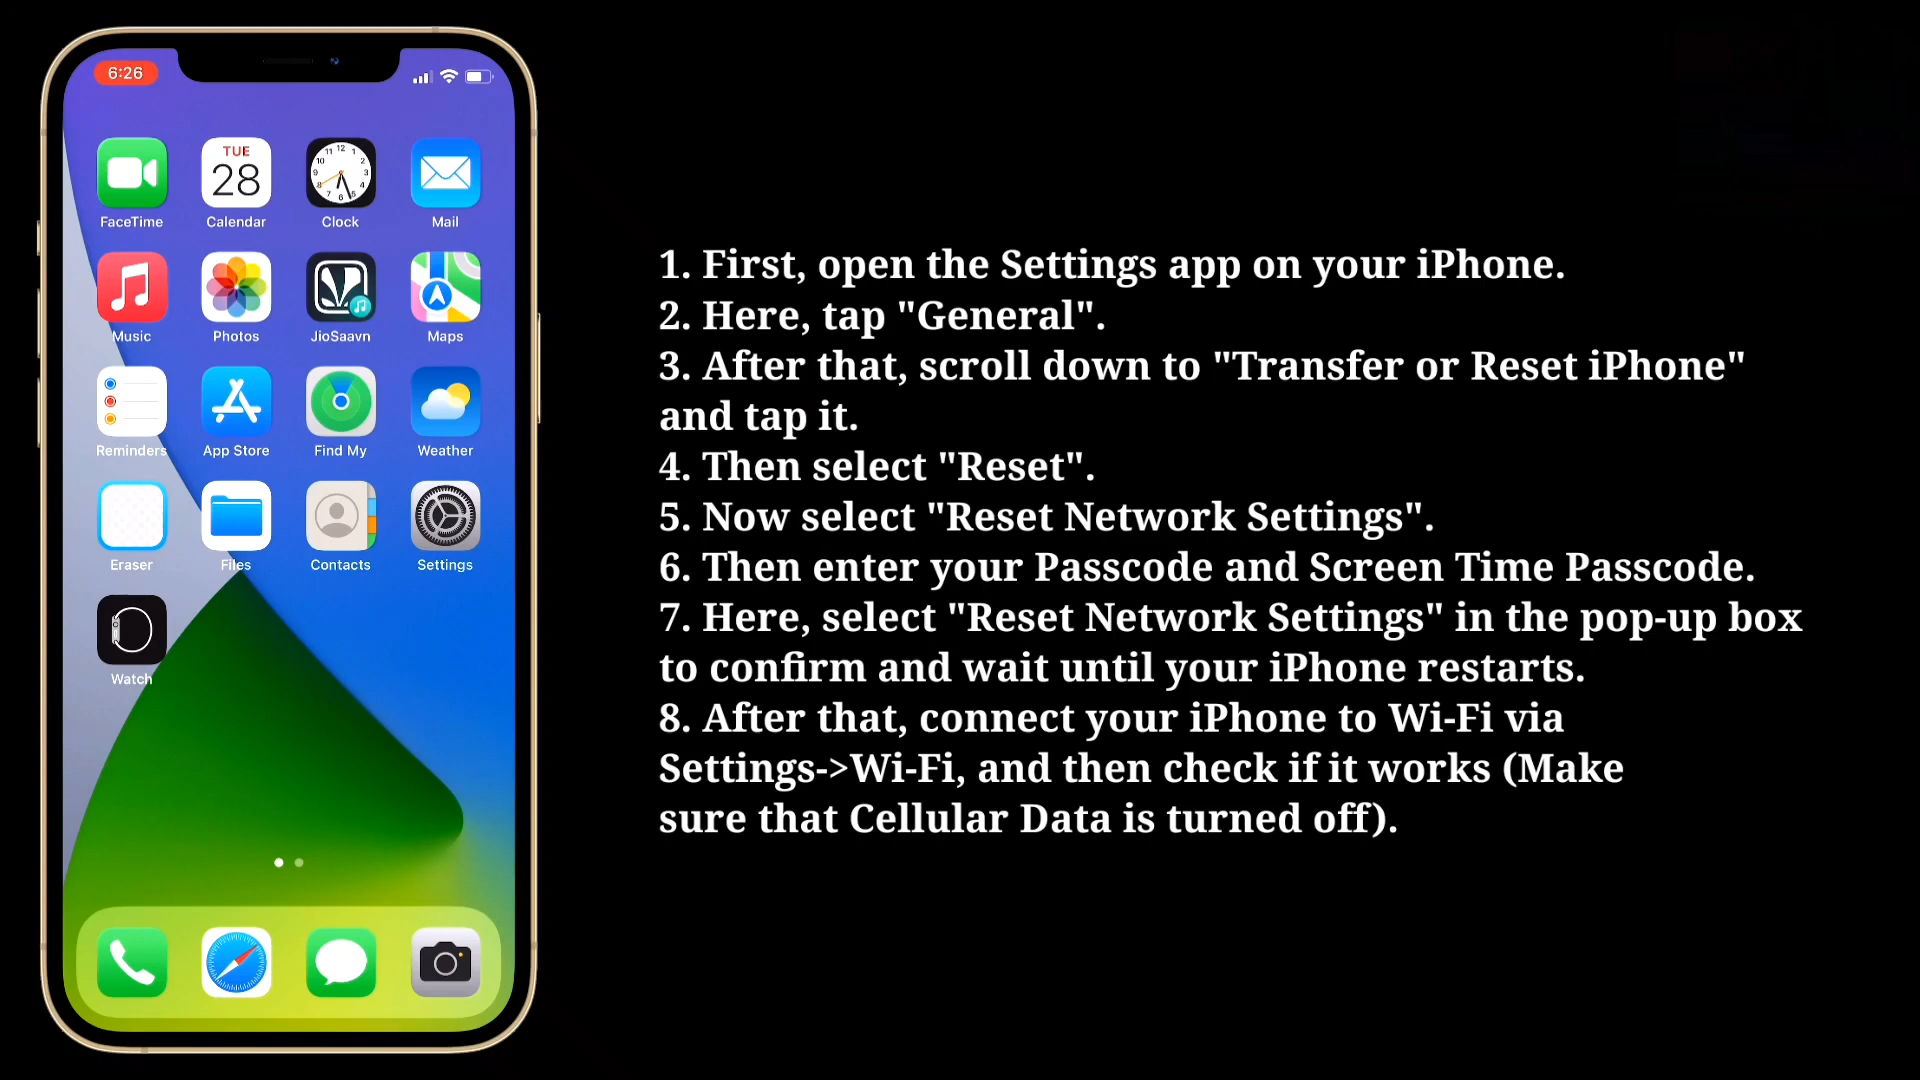 6:26
TUE
28
FaceTime
Calendar
Clock
Mail
Music
Photos
JioSaavn
Maps
Reminders
App Store
Find My
Weather
Eraser
Files
Contacts
Settings
Watch
1. First, open the Settings app on your iPhone.
2. Here, tap "General".
3. After that, scroll down to "Transfer or Reset iPhone"
and tap it.
4. Then select "Reset".
5. Now select "Reset Network Settings".
6. Then enter your Passcode and Screen Time Passcode.
7. Here, select "Reset Network Settings" in the pop-up box
to confirm and wait until your iPhone restarts.
8. After that, connect your iPhone to Wi-Fi via
Settings->Wi-Fi, and then check if it works (Make
sure that Cellular Data is turned off).